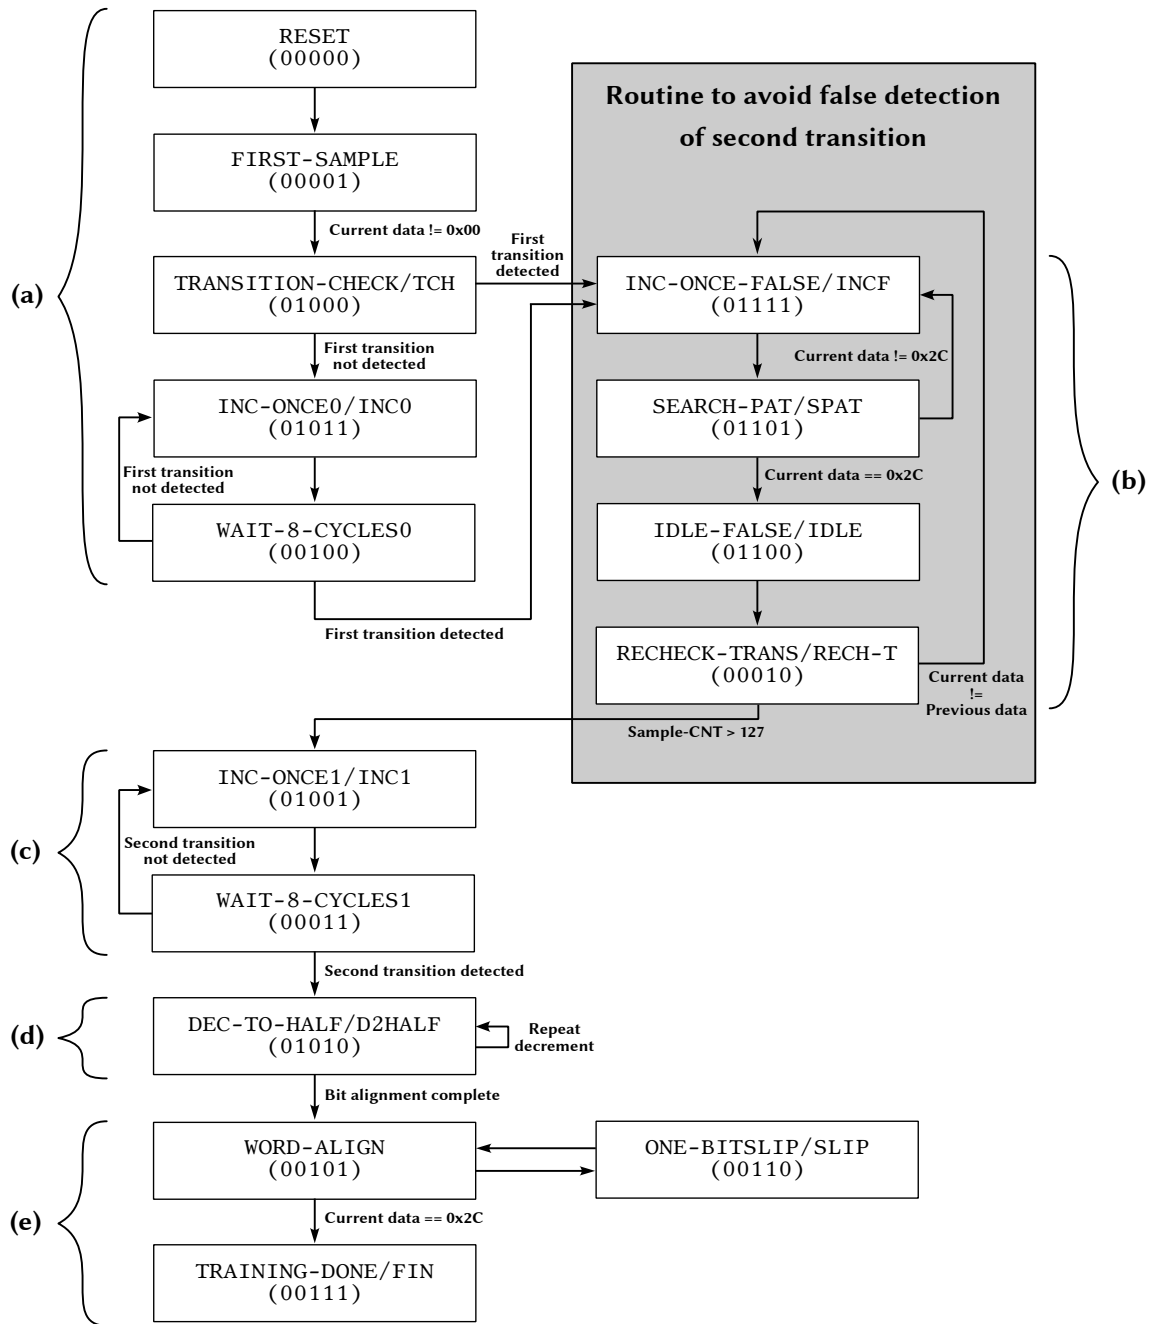 RESET
(00000)
Routine to avoid false detection
of second transition
FIRST-SAMPLE
(00001)
Current data != 0x00
First
transition
detected
(a)
TRANSITION-CHECK/TCH
(01000)
INC-ONCE-FALSE/INCF
(01111)
First transition
not detected
Current data != 0x2C
INC-ONCE0/INC0
(01011)
SEARCH-PAT/SPAT
(01101)
First transition
not detected
Current data == 0x2C
(b)
WAIT-8-CYCLES0
(00100)
IDLE-FALSE/IDLE
(01100)
First transition detected
RECHECK-TRANS/RECH-T
(00010)
Current data
!=
Previous data
Sample-CNT > 127
INC-ONCE1/INC1
(01001)
(c)
Second transition
not detected
WAIT-8-CYCLES1
(00011)
Second transition detected
(d)
DEC-TO-HALF/D2HALF
(01010)
Repeat
decrement
Bit alignment complete
WORD-ALIGN
(00101)
ONE-BITSLIP/SLIP
(00110)
(e)
Current data == 0x2C
TRAINING-DONE/FIN
(00111)